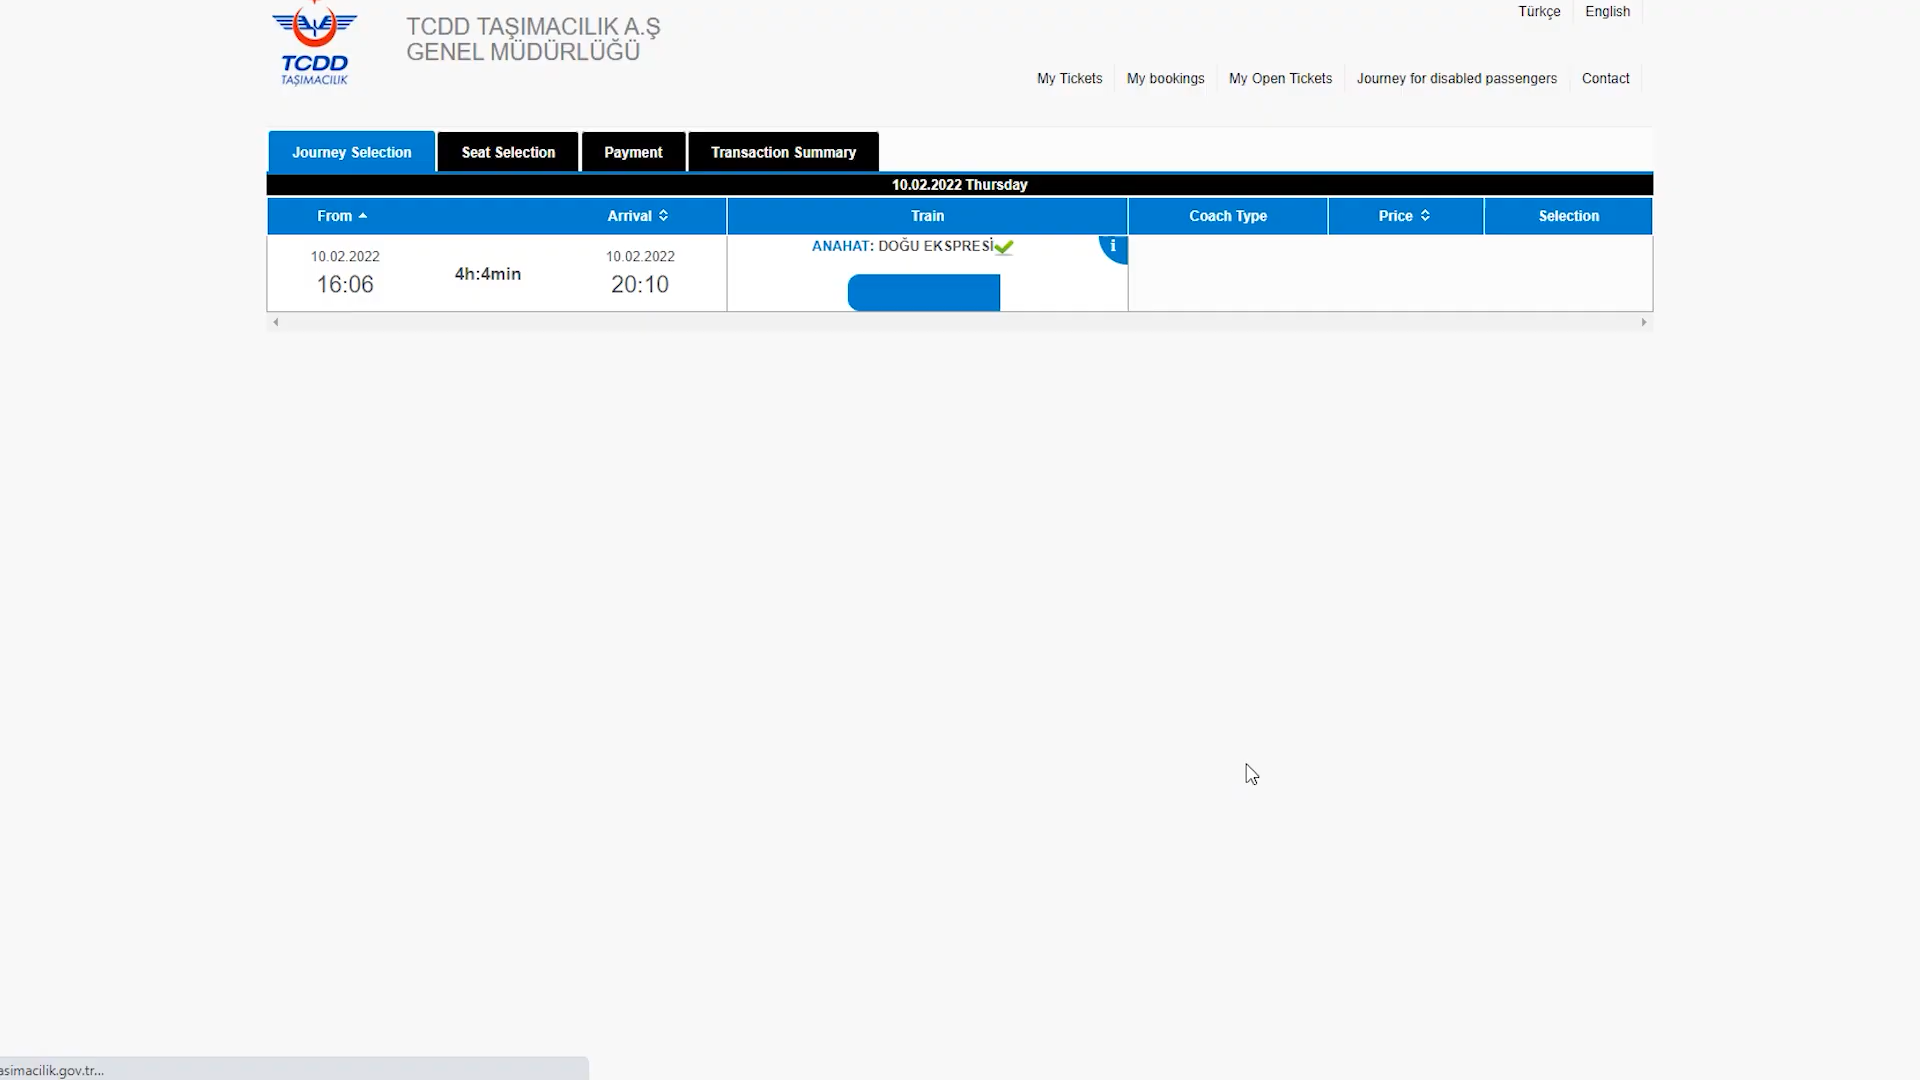 Türkçe English
TCDD TAŞIMACILIK A.Ş
GENEL MÜDÜRLÜĞÜ
TCDD
TAŞIMACILIK
My Tickets My bookings My Open Tickets Journey for disabled passengers Contact
Journey Selection Seat Selection Payment Transaction Summary
10.02.2022 Thursday
From Arrival Train Coach Type Price Selection
ANAHAT: DOĞU EKSPRESİ i
10.02.2022 10.02.2022
16:06 4h:4min 20:10
asimacilik.gov.tr...